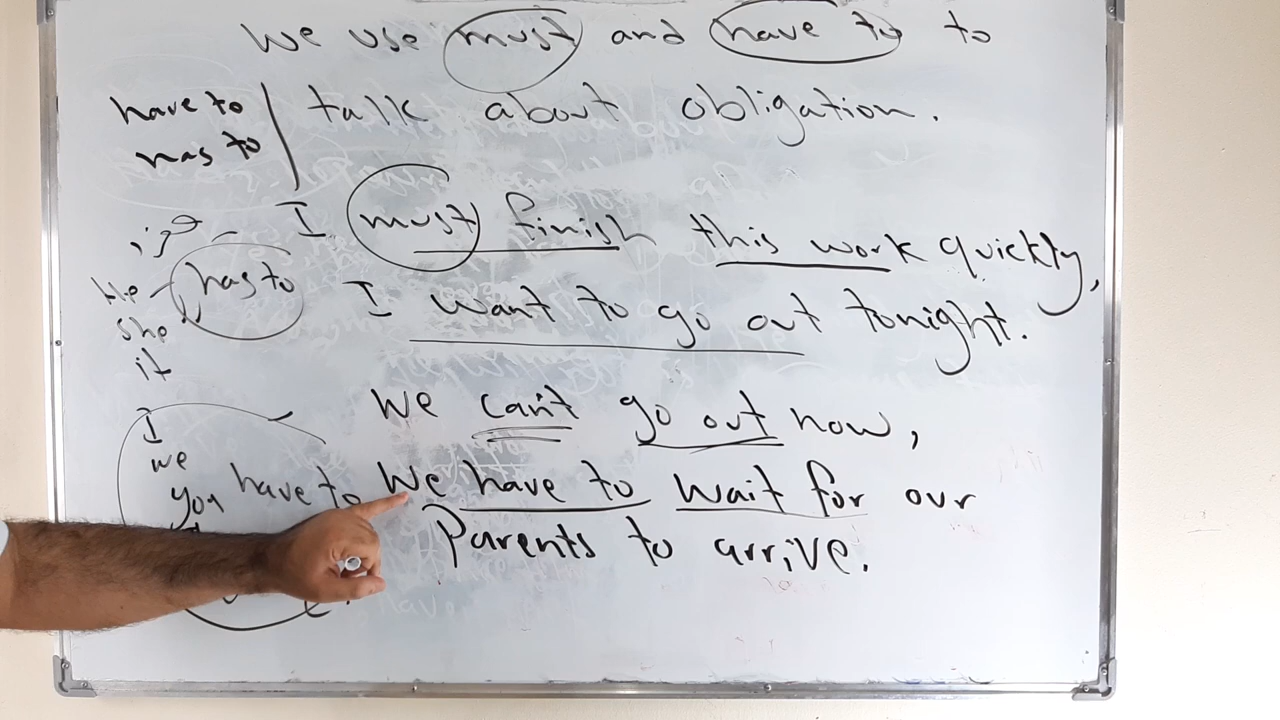 We use must and have to to
have to
has to
talk about obligation.
I must finish this work quickly,
has to
He
she
it
I want to go out tonight.
We can't go out now,
I
we
you
have to
We have to wait for our
Parents to arrive.